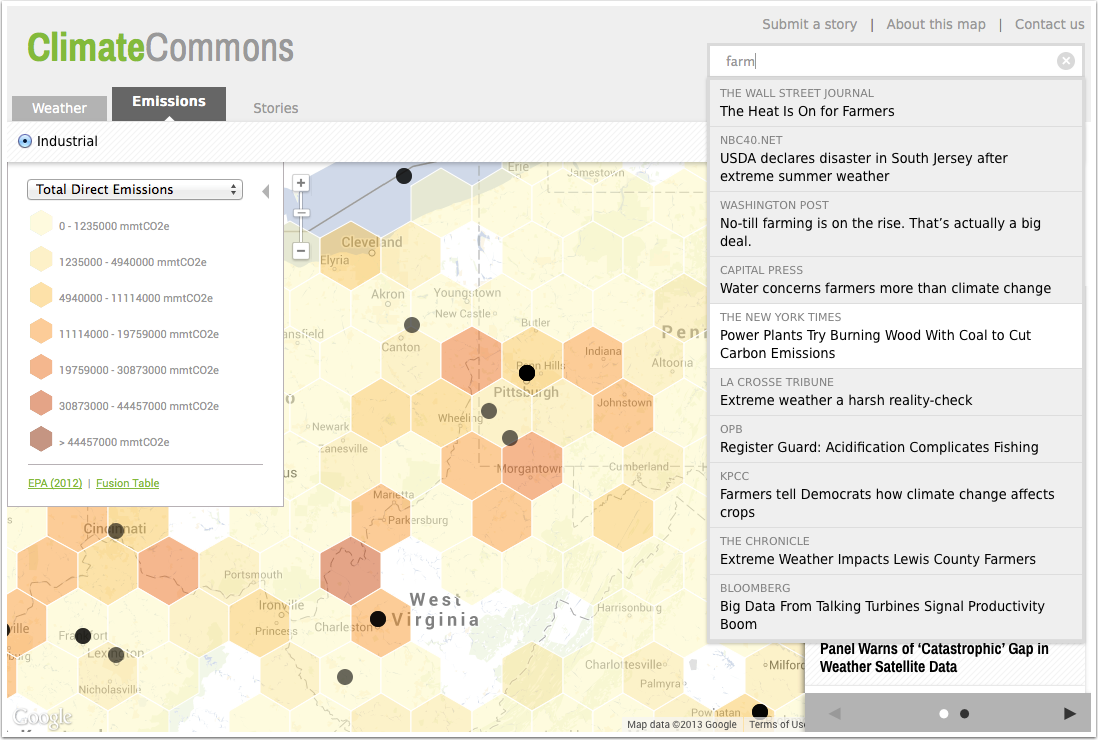 Submit a story | About this map | Contact us
ClimateCommons
farm
Weather
Emissions
Stories
Industrial
THE WALL STREET JOURNAL
The Heat Is On for Farmers
NBC40.NET
USDA declares disaster in South Jersey after
extreme summer weather
WASHINGTON POST
No-till farming is on the rise. That’s actually a big
deal.
CAPITAL PRESS
Water concerns farmers more than climate change
THE NEW YORK TIMES
Power Plants Try Burning Wood With Coal to Cut
Carbon Emissions
LA CROSSE TRIBUNE
Extreme weather a harsh reality-check
OPB
Register Guard: Acidification Complicates Fishing
KPCC
Farmers tell Democrats how climate change affects
crops
THE CHRONICLE
Extreme Weather Impacts Lewis County Farmers
BLOOMBERG
Big Data From Talking Turbines Signal Productivity
Boom
Panel Warns of ‘Catastrophic’ Gap in
Weather Satellite Data
Total Direct Emissions
0 - 1235000 mmtCO2e
1235000 - 4940000 mmtCO2e
4940000 - 11114000 mmtCO2e
11114000 - 19759000 mmtCO2e
19759000 - 30873000 mmtCO2e
30873000 - 44457000 mmtCO2e
> 44457000 mmtCO2e
EPA (2012) | Fusion Table
Erie
Jamestown
Cleveland
Elyria
Akron
Youngstown
New Castle
Butler
Canton
Indiana
Altoona
Penn Hills
Pittsburgh
Johnstown
Newark
Wheeling
Zanesville
Morgantown
Cumberland
Marietta
Parkersburg
Cincinnati
Portsmouth
Ironville
West
Virginia
Harrisonburg
Princess
Charleston
Frankfort
Lexington
Charlottesville
Milford
Nicholasville
Palmyra
Powhatan
Google
Map data ©2013 Google
Terms of Use